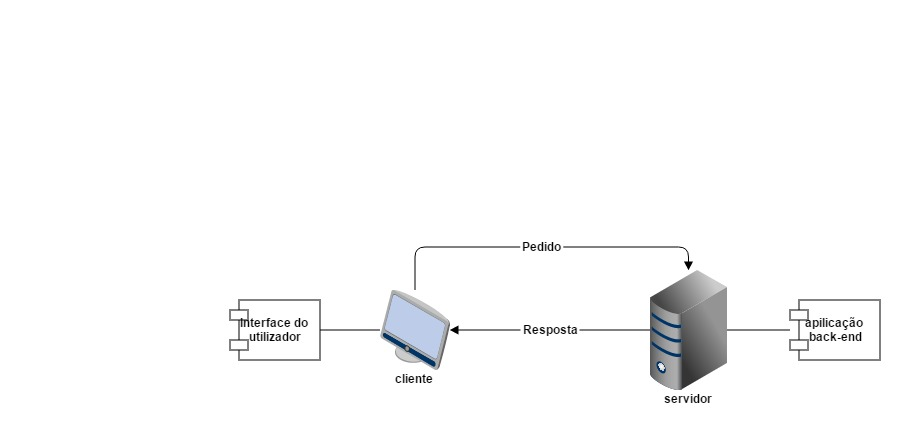 Pedido
Interface do
utilizador
Resposta
apilicação
back-end
cliente
servidor